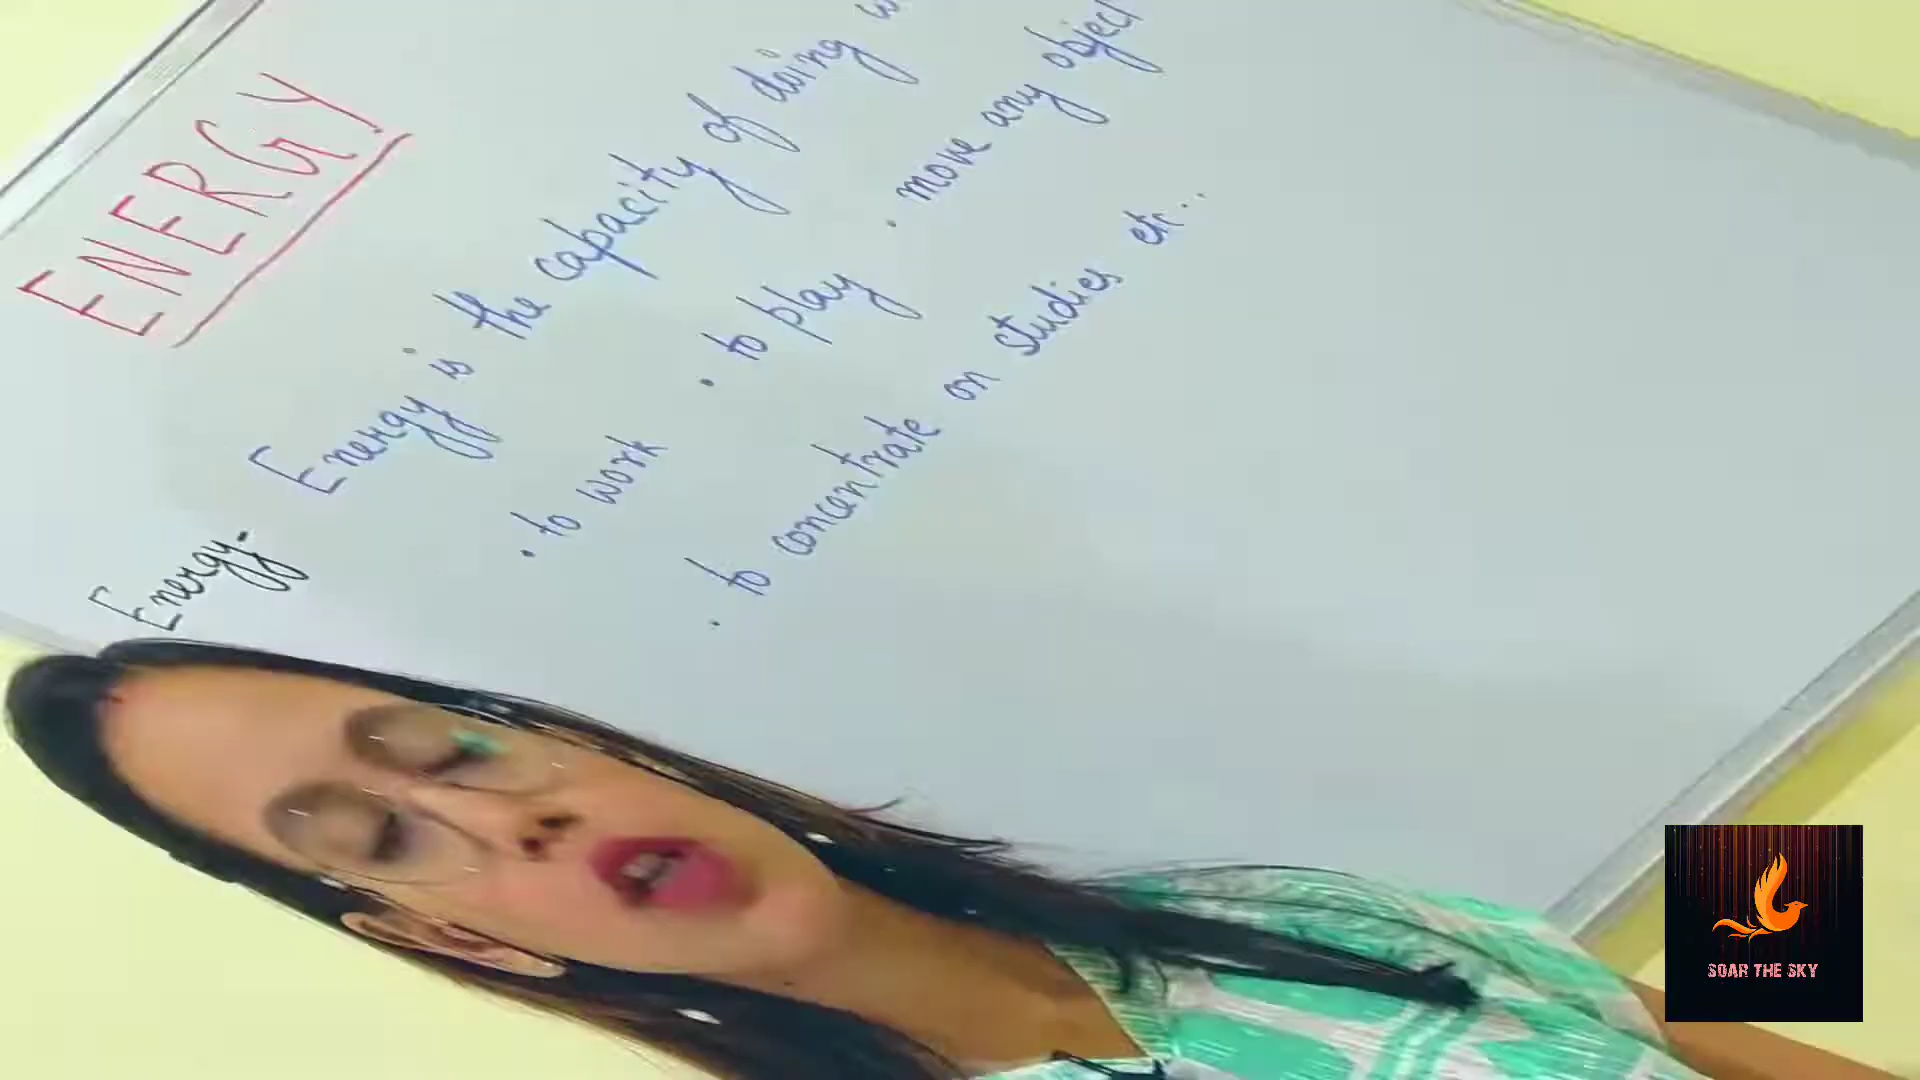 ENERGY
Energy- Energy is the capacity of doing
• to work • to play • move any object
• to concentrate on studies etc..
SOAR THE SKY